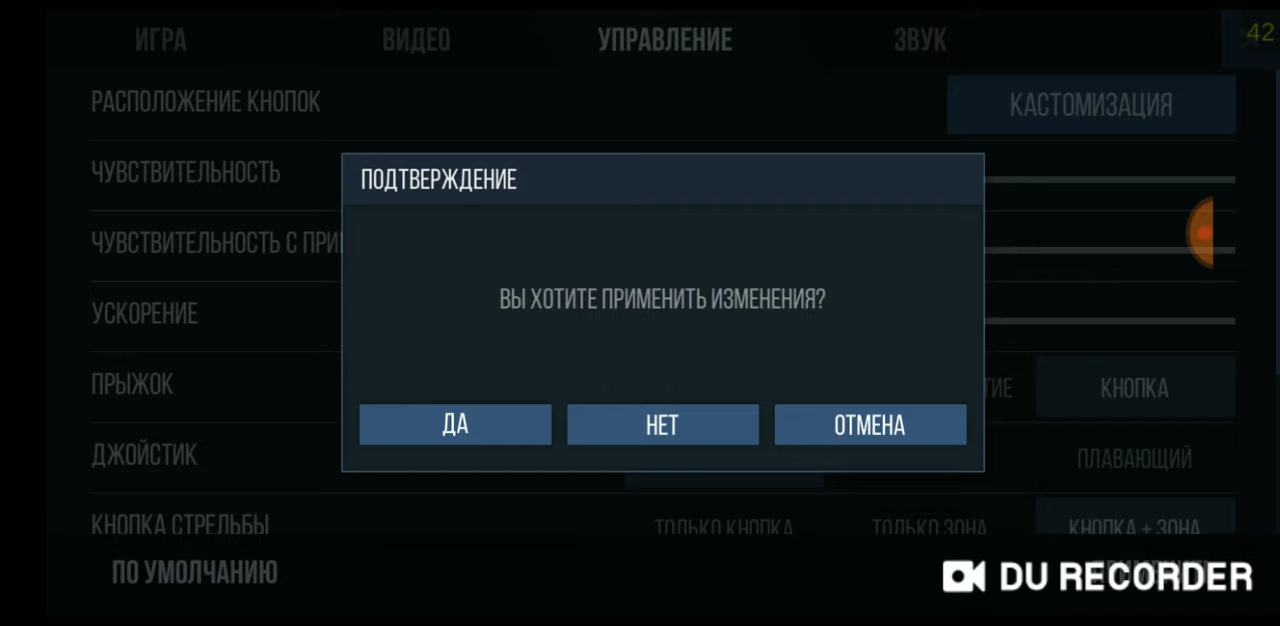 ИГРА ВИДЕО УПРАВЛЕНИЕ ЗВУК 42
РАСПОЛОЖЕНИЕ КНОПОК КАСТОМИЗАЦИЯ
ЧУВСТВИТЕЛЬНОСТЬ
ПОДТВЕРЖДЕНИЕ
ЧУВСТВИТЕЛЬНОСТЬ С
ВЫ ХОТИТЕ ПРИМЕНИТЬ ИЗМЕНЕНИЯ?
УСКОРЕНИЕ
ПРЫЖОК КНОПКА
ДА НЕТ ОТМЕНА
ДЖОЙСТИК ПЛАВАЮЩИЙ
КНОПКА СТРЕЛЬБЫ ТОЛЬКО КНОПКА ТОЛЬКО ЗОНА КНОПКА + ЗОНА
ПО УМОЛЧАНИЮ DU RECORDER